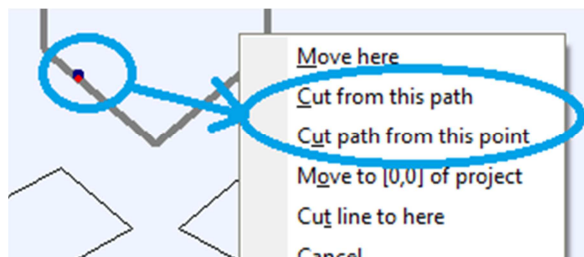 Move here
Cut from this path
Cut path from this point
Move to [0,0] of project
Cut line to here
Cancel